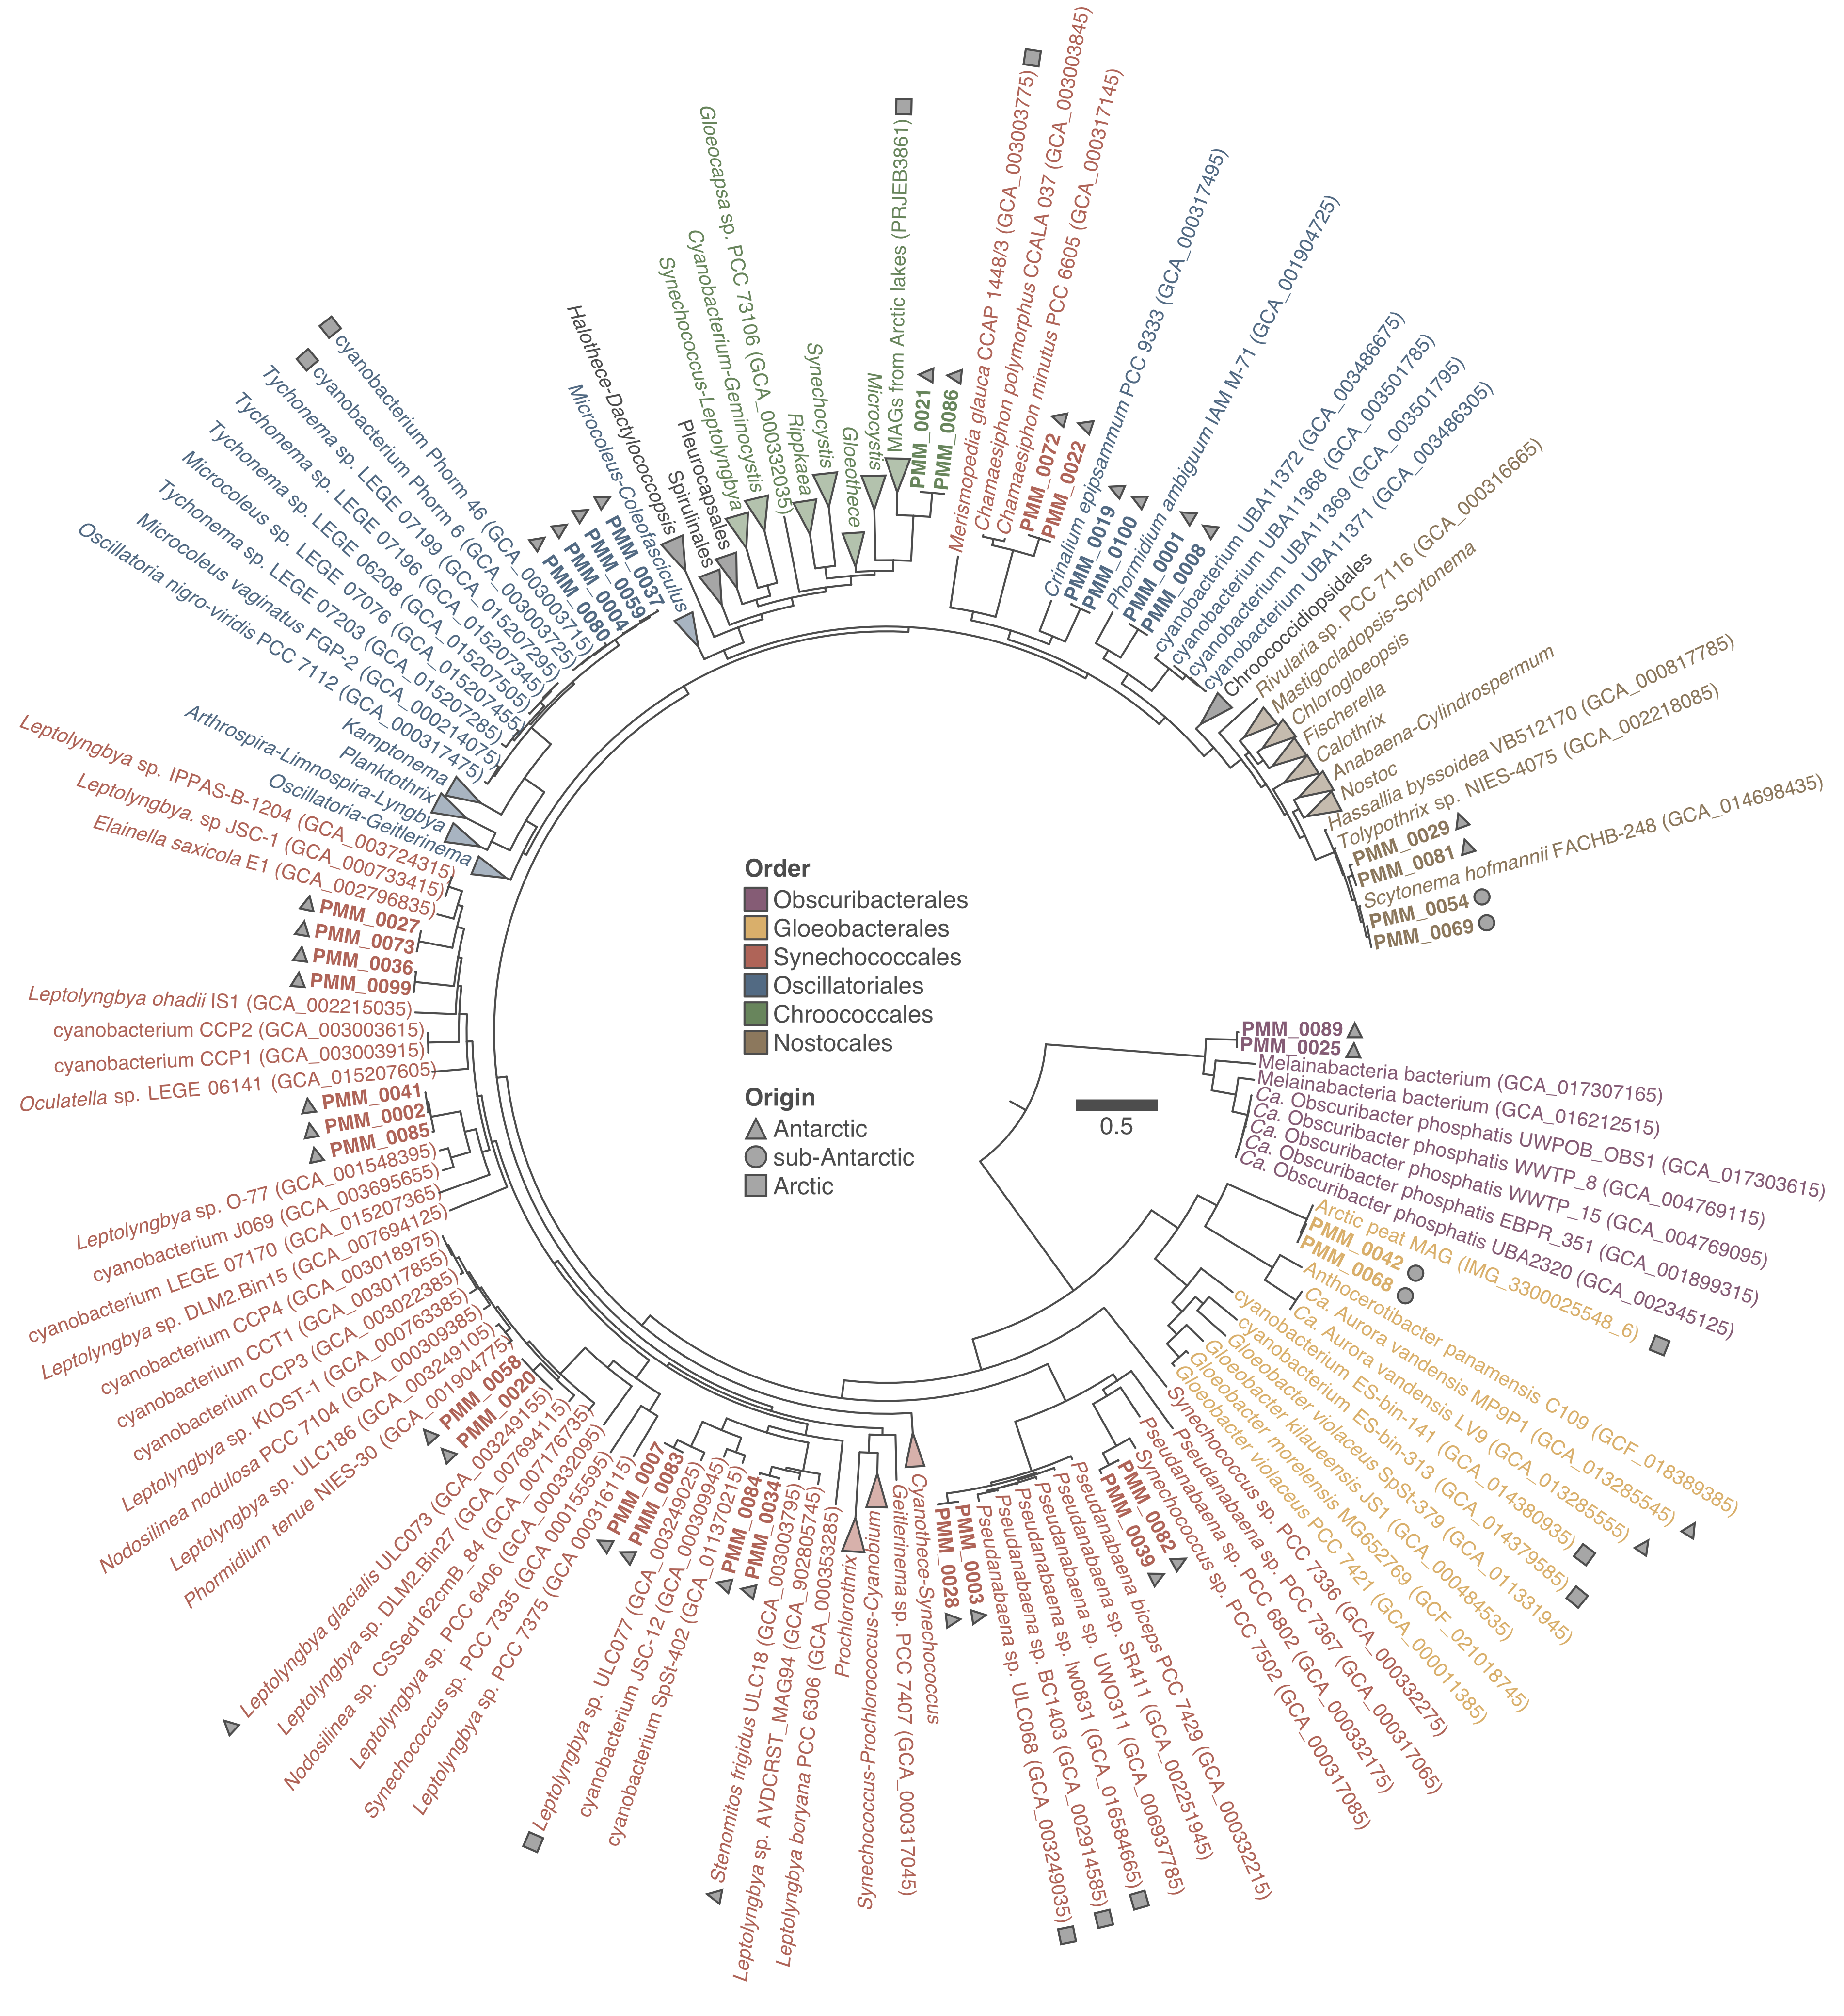 Gloeocapsa sp. PCC 73106 (GCA_000332035)
Cyanobacterium-Geminocystis
Synechococcus-Leptolyngbya
Rippkaea
Synechocystis
Gloeothece
Microcystis
MAGs from Arctic lakes (PRJEB3861)
PMM_0021
PMM_0086
Merismopedia glauca CCAP 1448/3 (GCA_003003775)
Chamaesiphon polymorphus CCALA 037 (GCA_003003845)
Chamaesiphon minutus PCC 6605 (GCA_000317145)
PMM_0072
PMM_0022
Crinalium epipsammum PCC 9333 (GCA_000317495)
PMM_0019
PMM_0100
Phormidium ambiguum IAM M-71 (GCA_001904725)
PMM_0001
PMM_0008
cyanobacterium UBA11372 (GCA_003486675)
cyanobacterium UBA11368 (GCA_003501785)
cyanobacterium UBA11369 (GCA_003501795)
cyanobacterium UBA11371 (GCA_003486305)
Chroococcidiopsidales
Rivularia sp. PCC 7116 (GCA_000316665)
Mastigocladopsis-Scytonema
Chlorogloeopsis
Fischerella
Calothrix
Anabaena-Cylindrospermum
Nostoc
Hassallia byssoidea VB512170 (GCA_000817785)
Tolypothrix sp. NIES-4075 (GCA_002218085)
PMM_0029
PMM_0081
Scytonema hofmannii FACHB-248 (GCA_014698435)
PMM_0054
PMM_0069
PMM_0089
PMM_0025
Melainabacteria bacterium (GCA_017307165)
Melainabacteria bacterium (GCA_016212515)
Ca. Obscuribacter phosphatis UWPOB_OBS1 (GCA_017303615)
Ca. Obscuribacter phosphatis WWTP_8 (GCA_004769115)
Ca. Obscuribacter phosphatis WWTP_15 (GCA_004769095)
Ca. Obscuribacter phosphatis EBPR_351 (GCA_001899315)
Ca. Obscuribacter phosphatis UBA2320 (GCA_002345125)
Arctic peat MAG (IMG_3300025548_6)
PMM_0042
PMM_0068
Anthocerotibacter panamensis C109 (GCF_018389385)
Ca. Aurora vandensis MP9P1 (GCA_013285545)
Ca. Aurora vandensis LV9 (GCA_013285555)
cyanobacterium ES-bin-141 (GCA_014380935)
cyanobacterium ES-bin-313 (GCA_014379585)
Gloeobacter violaceus SpSt-379 (GCA_011331945)
Gloeobacter kilaueensis JS1 (GCA_000484535)
Gloeobacter morelensis MG652769 (GCF_021018745)
Gloeobacter violaceus PCC 7421 (GCA_000011385)
Synechococcus sp. PCC 7336 (GCA_000332275)
Pseudanabaena sp. PCC 7367 (GCA_000317065)
Pseudanabaena sp. PCC 6802 (GCA_000332175)
Synechococcus sp. PCC 7502 (GCA_000317085)
PMM_0082
PMM_0039
Pseudanabaena biceps PCC 7429 (GCA_000332215)
Pseudanabaena sp. SR411 (GCA_002251945)
Pseudanabaena sp. UWO311 (GCA_006937785)
Pseudanabaena sp. lw0831 (GCA_016584665)
Pseudanabaena sp. BC1403 (GCA_002914585)
Pseudanabaena sp. ULC068 (GCA_003249035)
PMM_0003
PMM_0028
Cyanothece-Synechococcus
Geitlerinema sp. PCC 7407 (GCA_000317045)
Synechococcus-Prochlorococcus-Cyanobium
Prochlorothrix
Leptolyngbya boryana PCC 6306 (GCA_000353285)
Leptolyngbya sp. AVDCRST_MAG94 (GCA_902805745)
Stenomitos frigidus ULC18 (GCA_003003795)
PMM_0034
PMM_0084
cyanobacterium SpSt-402 (GCA_011370215)
cyanobacterium JSC-12 (GCA_000309945)
Leptolyngbya sp. ULC077 (GCA_003249025)
PMM_0083
PMM_0007
Leptolyngbya sp. PCC 7375 (GCA_000316115)
Synechococcus sp. PCC 7335 (GCA_000155595)
Leptolyngbya sp. PCC 6406 (GCA_000332095)
Nodosilinea sp. CSSed162cmB_84 (GCA_007176735)
Leptolyngbya sp. DLM2.Bin27 (GCA_007694115)
Leptolyngbya glacialis ULC073 (GCA_003249155)
PMM_0020
PMM_0058
Phormidium tenue NIES-30 (GCA_001904775)
Leptolyngbya sp. ULC186 (GCA_003249105)
Nodosilinea nodulosa PCC 7104 (GCA_000309385)
Leptolyngbya sp. KIOST-1 (GCA_000763385)
cyanobacterium CCP3 (GCA_003022385)
cyanobacterium CCT1 (GCA_003017855)
cyanobacterium CCP4 (GCA_003018975)
Leptolyngbya sp. DLM2.Bin15 (GCA_007694125)
cyanobacterium LEGE 07170 (GCA_015207365)
cyanobacterium J069 (GCA_003695655)
Leptolyngbya sp. O-77 (GCA_001548395)
PMM_0085
PMM_0002
PMM_0041
Oculatella sp. LEGE 06141 (GCA_015207605)
cyanobacterium CCP1 (GCA_003003915)
cyanobacterium CCP2 (GCA_003003615)
Leptolyngbya ohadii IS1 (GCA_002215035)
PMM_0099
PMM_0036
PMM_0073
PMM_0027
Elainella saxicola E1 (GCA_002796835)
Leptolyngbya. sp JSC-1 (GCA_000733415)
Leptolyngbya sp. IPPAS-B-1204 (GCA_003724315)
Oscillatoria-Geitlerinema
Arthrospira-Limnospira-Lyngbya
Planktothrix
Kamptonema
Oscillatoria nigro-viridis PCC 7112 (GCA_000317475)
Microcoleus vaginatus FGP-2 (GCA_000214075)
Tychonema sp. LEGE 07203 (GCA_015207285)
Microcoleus sp. LEGE 07076 (GCA_015207455)
Tychonema sp. LEGE 06208 (GCA_015207505)
Tychonema sp. LEGE 07196 (GCA_015207345)
Tychonema sp. LEGE 07199 (GCA_015207295)
cyanobacterium Phorm 6 (GCA_003003725)
cyanobacterium Phorm 46 (GCA_003003715)
PMM_0080
PMM_0004
PMM_0059
PMM_0037
Microcoleus-Coleofasciculus
Halothece-Dactylococcopsis
Spirulinales
Pleurocapsales
Order
Obscuribacterales
Gloeobacterales
Synechococcales
Oscillatoriales
Chroococcales
Nostocales
Origin
Antarctic
sub-Antarctic
Arctic
0.5